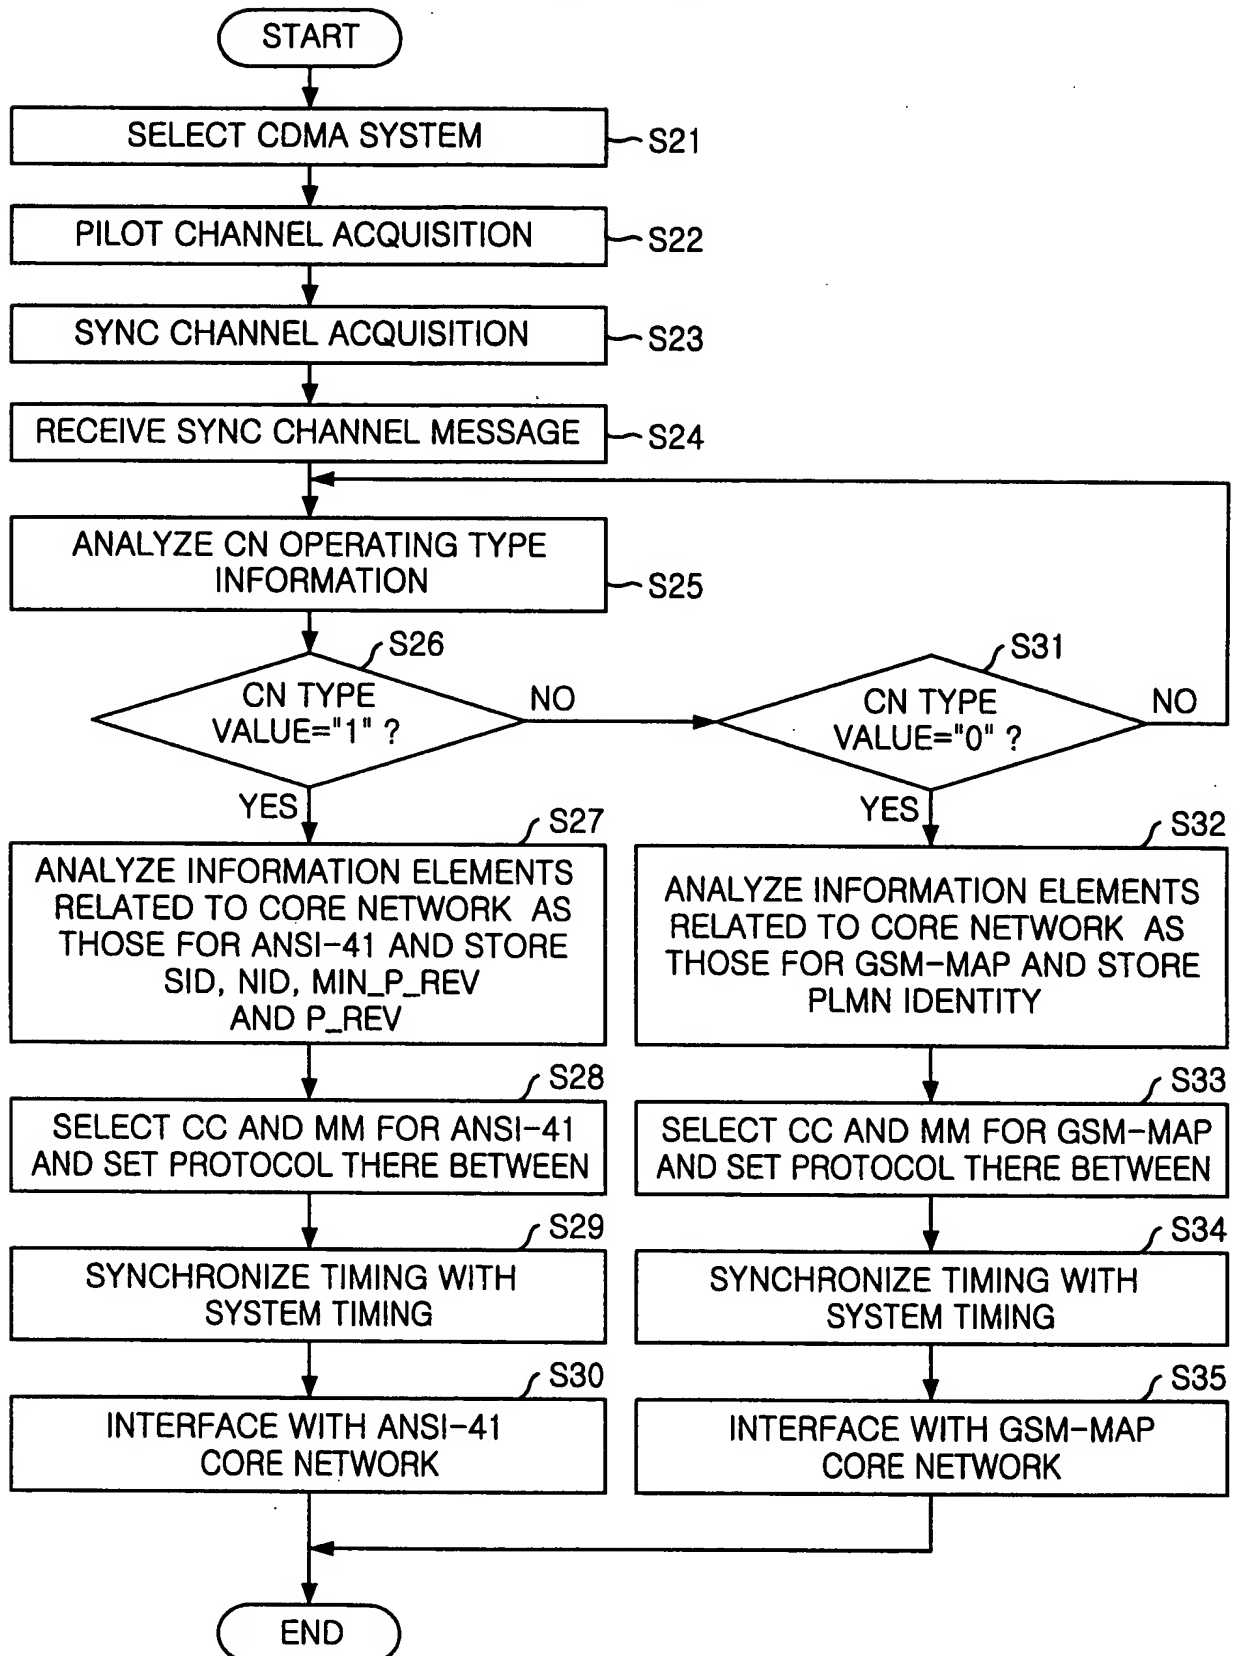 START
SELECT CDMA SYSTEM
S21
PILOT CHANNEL ACQUISITION
S22
SYNC CHANNEL ACQUISITION
S23
RECEIVE SYNC CHANNEL MESSAGE
S24
ANALYZE CN OPERATING TYPE
INFORMATION
S25
S26
CN TYPE
VALUE="1" ?
NO
YES
S31
CN TYPE
VALUE="0" ?
NO
YES
S27
ANALYZE INFORMATION ELEMENTS
RELATED TO CORE NETWORK AS
THOSE FOR ANSI-41 AND STORE
SID, NID, MIN_P_REV
AND P_REV
S32
ANALYZE INFORMATION ELEMENTS
RELATED TO CORE NETWORK AS
THOSE FOR GSM-MAP AND STORE
PLMN IDENTITY
S28
SELECT CC AND MM FOR ANSI-41
AND SET PROTOCOL THERE BETWEEN
S33
SELECT CC AND MM FOR GSM-MAP
AND SET PROTOCOL THERE BETWEEN
S29
SYNCHRONIZE TIMING WITH
SYSTEM TIMING
S34
SYNCHRONIZE TIMING WITH
SYSTEM TIMING
S30
INTERFACE WITH ANSI-41
CORE NETWORK
S35
INTERFACE WITH GSM-MAP
CORE NETWORK
END